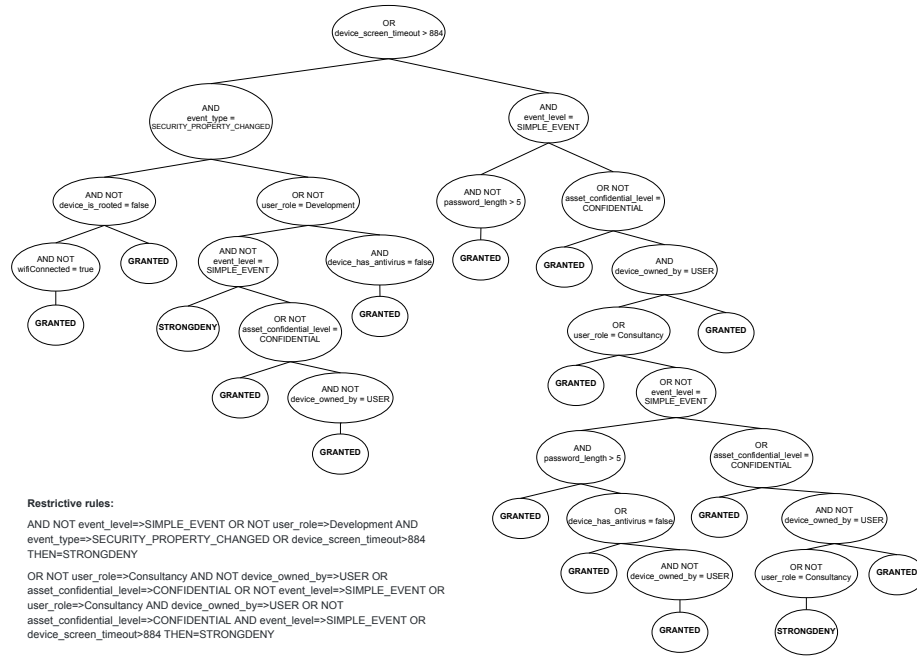 OR
device_screen_timeout > 884
AND
event_type =
SECURITY_PROPERTY_CHANGED
AND
event_level =
SIMPLE_EVENT
AND NOT
device_is_rooted = false
OR NOT
user_role = Development
AND NOT
password_length > 5
OR NOT
asset_confidential_level =
CONFIDENTIAL
AND NOT
wifiConnected = true
GRANTED
AND NOT
event_level =
SIMPLE_EVENT
AND
device_has_antivirus = false
GRANTED
GRANTED
AND
device_owned_by = USER
GRANTED
STRONGDENY
OR NOT
asset_confidential_level =
CONFIDENTIAL
GRANTED
OR
user_role = Consultancy
GRANTED
GRANTED
AND NOT
device_owned_by = USER
GRANTED
OR NOT
event_level =
SIMPLE_EVENT
GRANTED
AND
password_length > 5
OR
asset_confidential_level =
CONFIDENTIAL
GRANTED
OR
device_has_antivirus = false
GRANTED
AND NOT
device_owned_by = USER
GRANTED
AND NOT
device_owned_by = USER
OR NOT
user_role = Consultancy
GRANTED
GRANTED
STRONGDENY
Restrictive rules:
AND NOT event_level=>SIMPLE_EVENT OR NOT user_role=>Development AND
event_type=>SECURITY_PROPERTY_CHANGED OR device_screen_timeout>884
THEN=STRONGDENY
OR NOT user_role=>Consultancy AND NOT device_owned_by=>USER OR
asset_confidential_level=>CONFIDENTIAL OR NOT event_level=>SIMPLE_EVENT OR
user_role=>Consultancy AND device_owned_by=>USER OR NOT
asset_confidential_level=>CONFIDENTIAL AND event_level=>SIMPLE_EVENT OR
device_screen_timeout>884 THEN=STRONGDENY